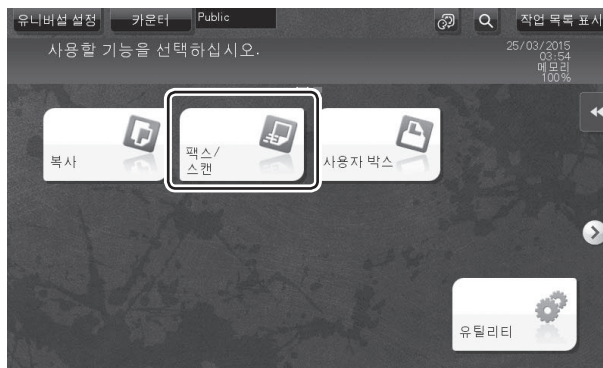 유니버설 설정
카운터
Public
작업 목록 표시
사용할 기능을 선택하십시오.
25/03/2015
03:54
메모리
100%
복사
팩스/
스캔
사용자 박스
유틸리티